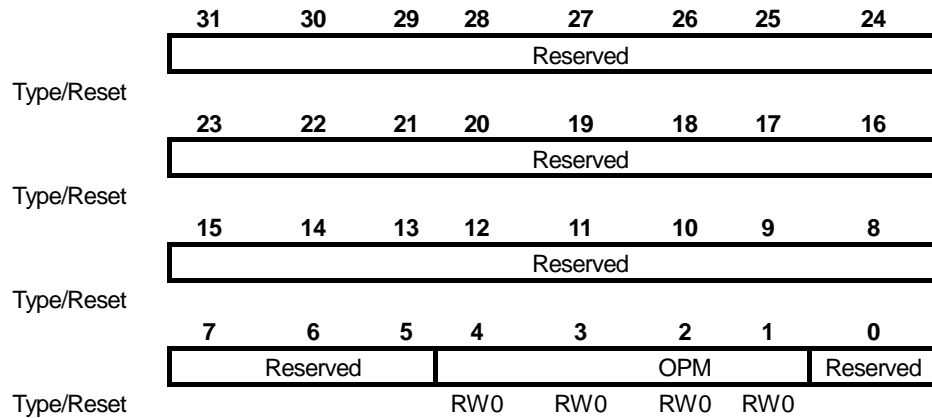 31 30 29 28 27 26 25 24
Reserved
Type/Reset
23 22 21 20 19 18 17 16
Reserved
Type/Reset
15 14 13 12 11 10 9 8
Reserved
Type/Reset
7 6 5 4 3 2 1 0
Reserved OPM Reserved
Type/Reset RW0 RW0 RW0 RW0